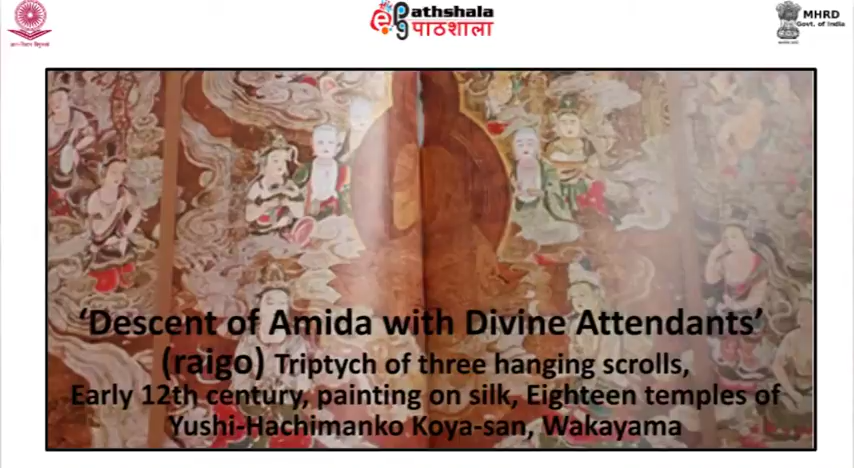 epathshala
पाठशाला
MHRD
Govt. of India
‘Descent of Amida with Divine Attendants’
(raigo) Triptych of three hanging scrolls,
Early 12th century, painting on silk, Eighteen temples of
Yushi-Hachimanko Koya-san, Wakayama